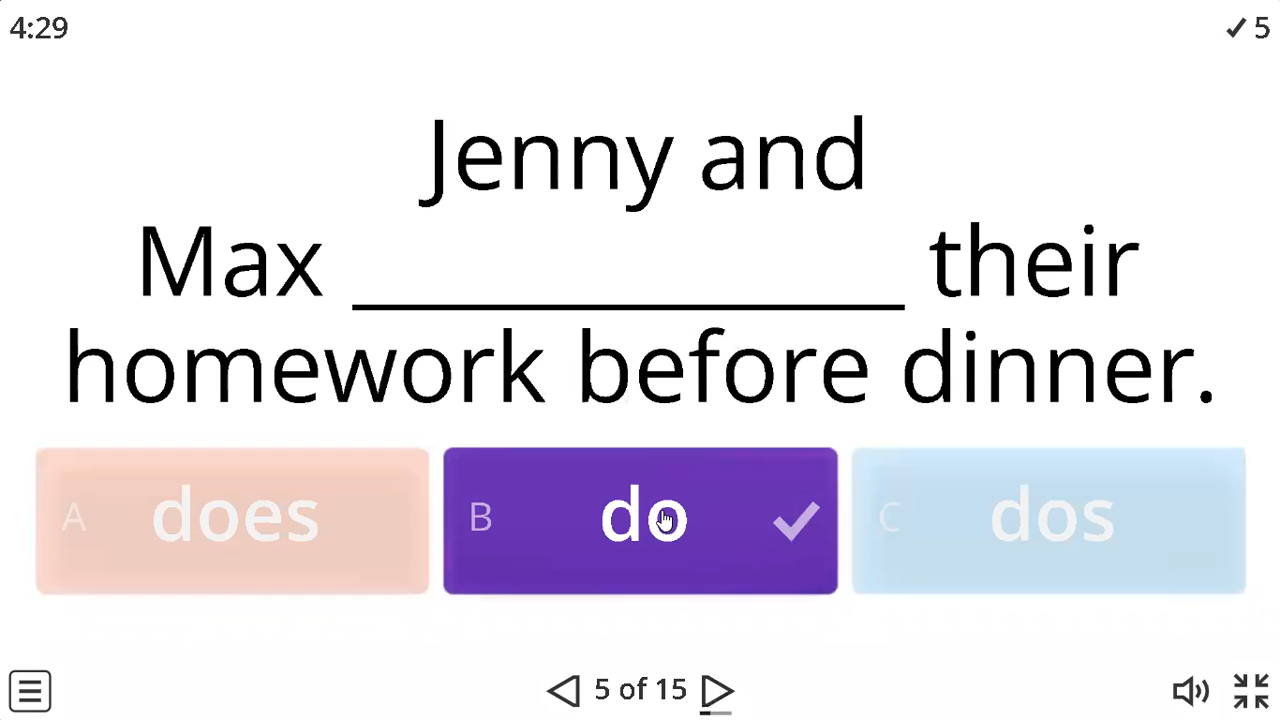 4:29
✓ 5
Jenny and
Max ______________ their
homework before dinner.
A does
B do
C dos
5 of 15